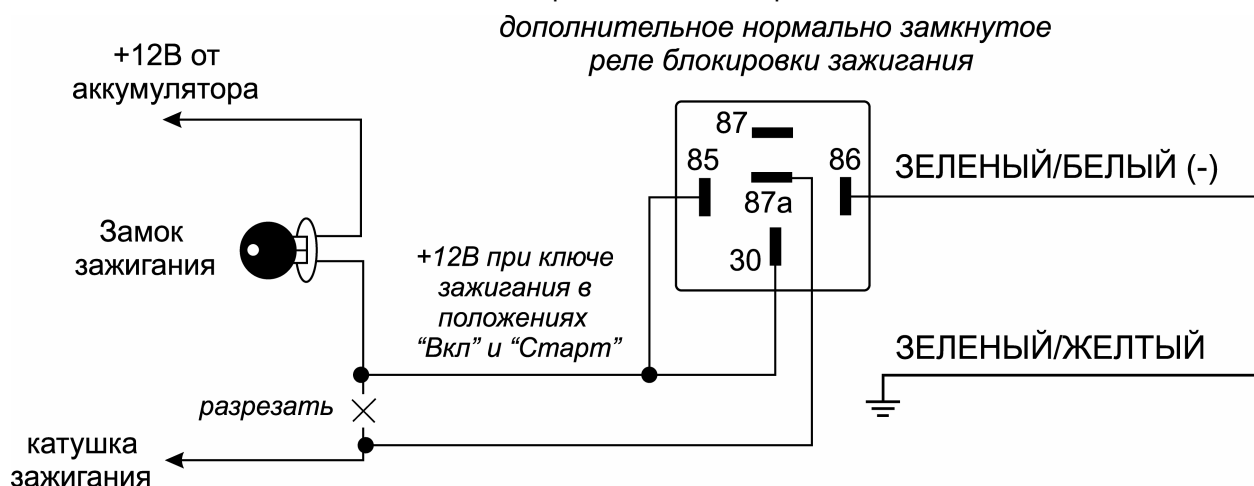 дополнительное нормально замкнутое
реле блокировки зажигания
+12В от
аккумулятора
Замок
зажигания
+12В при ключе
зажигания в
положениях
“Вкл” и “Старт”
разрезать
катушка
зажигания
87
85
86
87а
30
ЗЕЛЕНЫЙ/БЕЛЫЙ (-)
ЗЕЛЕНЫЙ/ЖЕЛТЫЙ